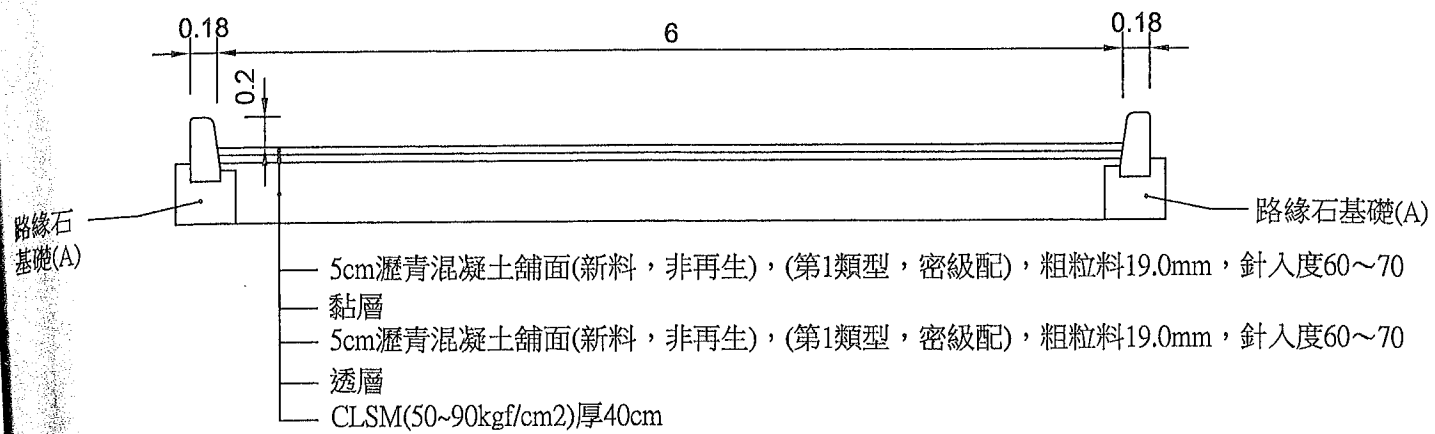 0.18
6
0.18
0.2
路緣石
基礎(A)
路緣石基礎(A)
5cm瀝青混凝土舖面(新料，非再生)，(第1類型，密級配)，粗粒料19.0mm，針入度60～70
黏層
5cm瀝青混凝土舖面(新料，非再生)，(第1類型，密級配)，粗粒料19.0mm，針入度60～70
透層
CLSM(50~90kgf/cm2)厚40cm